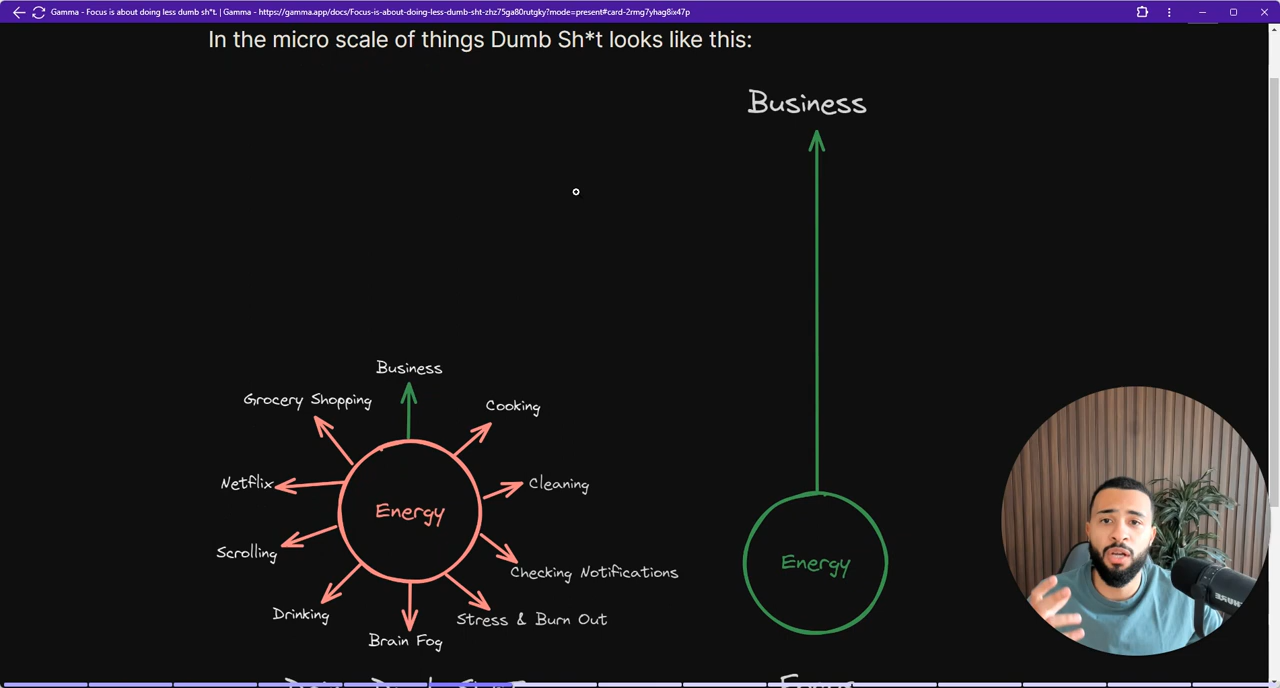 Gamma - Focus is about doing less dumb sh*t. | Gamma - https://gamma.app/docs/Focus-is-about-doing-less-dumb-sht-zhz75ga80rutgky?mode=present#card-2rmg7yhag8ix47p
In the micro scale of things Dumb Sh*t looks like this:
Business
Business
Grocery Shopping
Cooking
Netflix
Cleaning
Energy
Scrolling
Checking Notifications
Energy
Drinking
Stress & Burn Out
Brain Fog